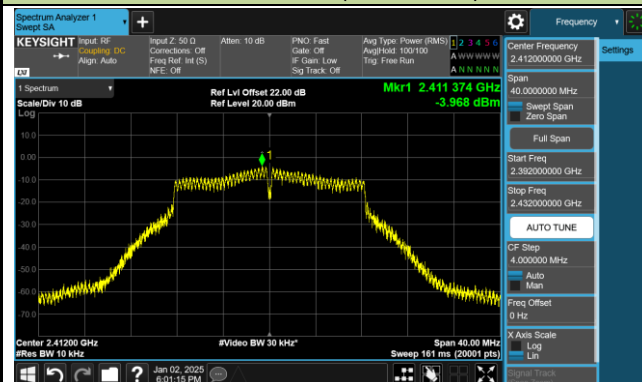 Spectrum Analyzer 1
Swept SA
+
Frequency
KEYSIGHT
Input: RF
Coupling: DC
Align: Auto
Input Z: 50 Ω
Corrections: Off
Freq Ref: Int (S)
NFE: Off
Atten: 10 dB
PNO: Fast
Gate: Off
IF Gain: Low
Sig Track: Off
Avg Type: Power (RMS)
Avg|Hold: 100/100
Trig: Free Run
1 2 3 4 5 6
A W W W W W
A N N N N N
LXI
1 Spectrum
Scale/Div 10 dB
Log
Ref Lvl Offset 22.00 dB
Ref Level 20.00 dBm
Mkr1 2.411 374 GHz
-3.968 dBm
10.0
0.00
-10.0
-20.0
-30.0
-40.0
-50.0
-60.0
-70.0
1
Center 2.41200 GHz
#Res BW 10 kHz
#Video BW 30 kHz*
Span 40.00 MHz
Sweep 161 ms (20001 pts)
Center Frequency
2.412000000 GHz
Settings
Span
40.0000000 MHz
Swept Span
Zero Span
Full Span
Start Freq
2.392000000 GHz
Stop Freq
2.432000000 GHz
AUTO TUNE
CF Step
4.000000 MHz
Auto
Man
Freq Offset
0 Hz
X Axis Scale
Log
Lin
Signal Track
?
Jan 02, 2025
6:01:15 PM